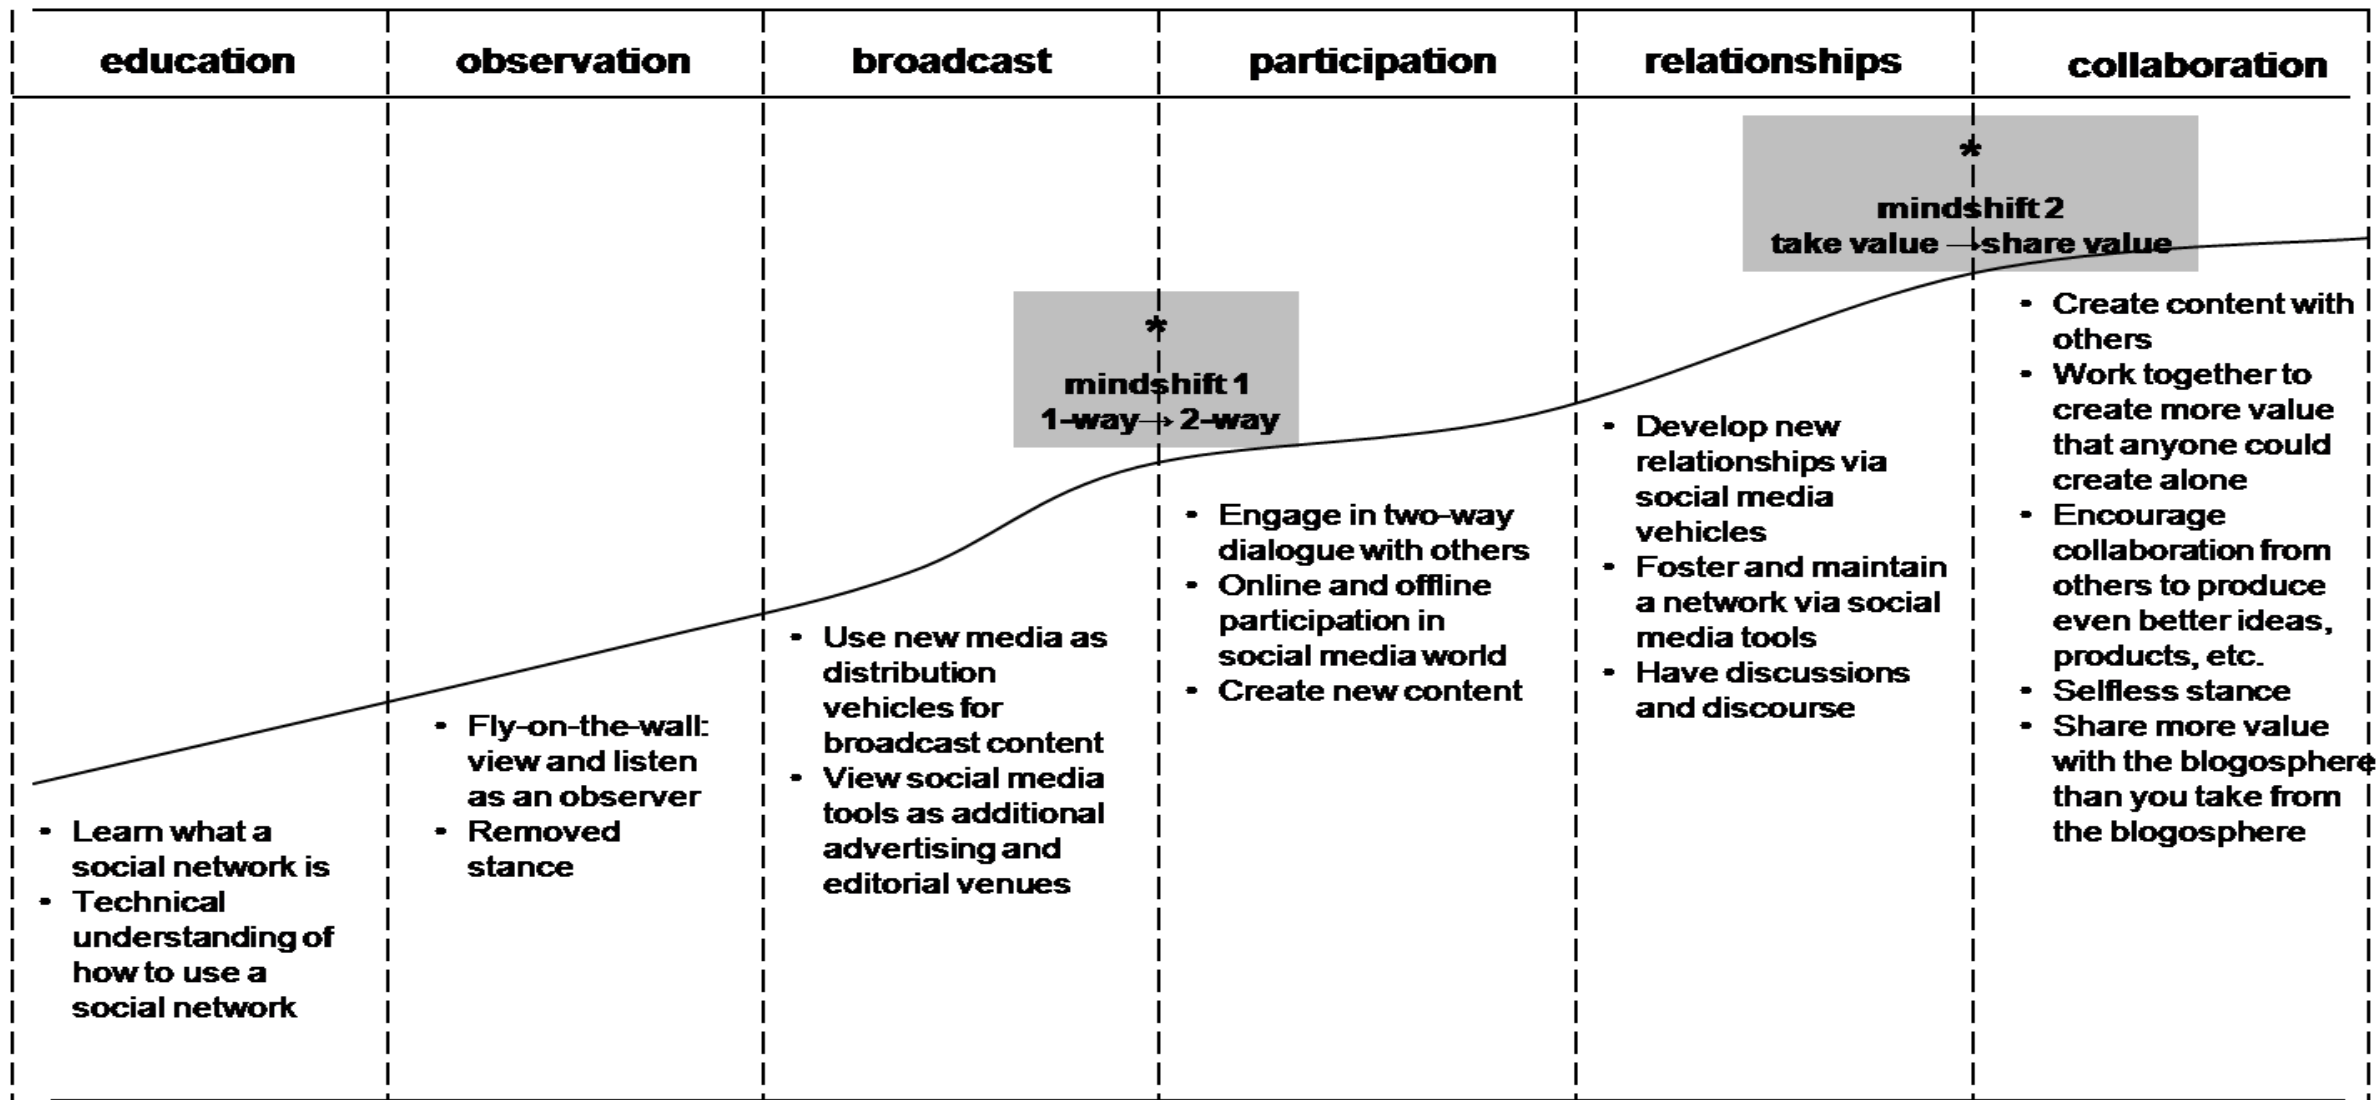 education
observation
broadcast
participation
relationships
collaboration
*
mindshift 2
take value → share value
*
mindshift 1
1-way → 2-way
• Learn what a
social network is
• Technical
understanding of
how to use a
social network
• Fly-on-the-wall:
view and listen
as an observer
• Removed
stance
• Use new media as
distribution
vehicles for
broadcast content
• View social media
tools as additional
advertising and
editorial venues
• Engage in two-way
dialogue with others
• Online and offline
participation in
social media world
• Create new content
• Develop new
relationships via
social media
vehicles
• Foster and maintain
a network via social
media tools
• Have discussions
and discourse
• Create content with
others
• Work together to
create more value
that anyone could
create alone
• Encourage
collaboration from
others to produce
even better ideas,
products, etc.
• Selfless stance
• Share more value
with the blogosphere
than you take from
the blogosphere